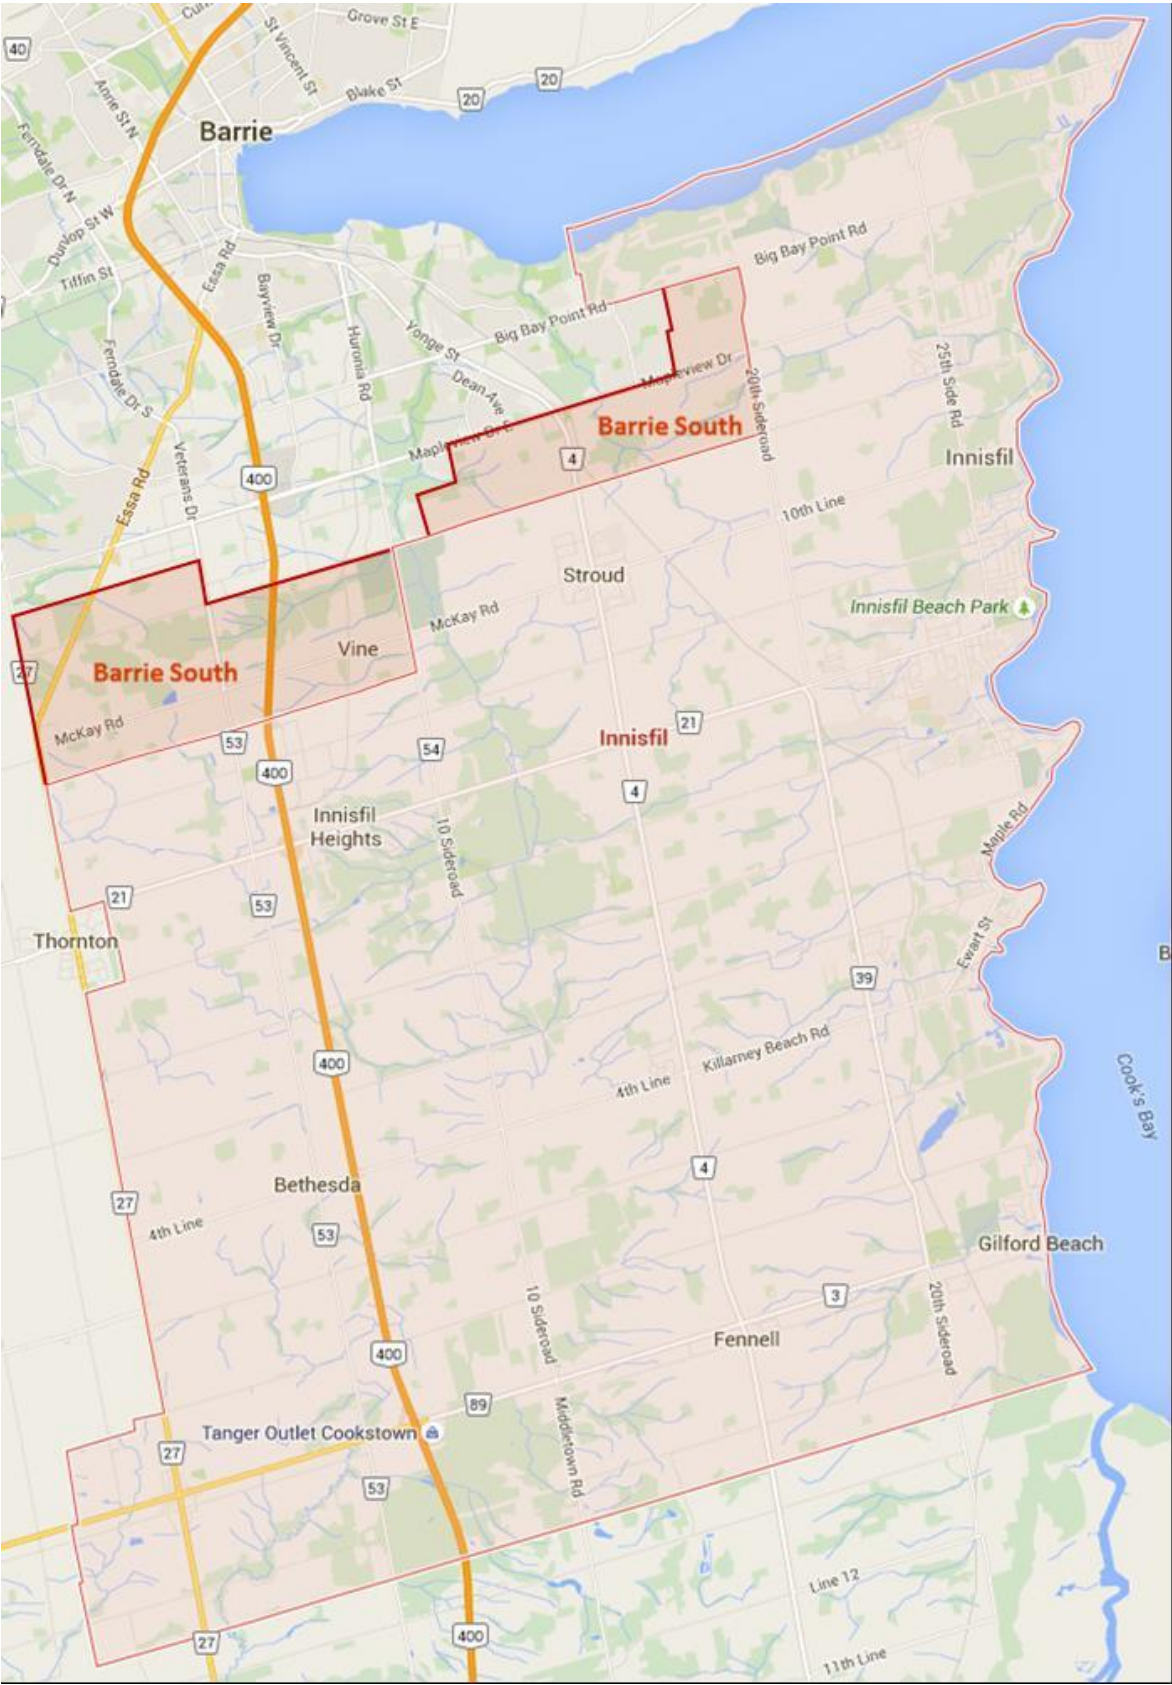 Grove St E
St Vincent St
40
Anne St N
20
Blake St
20
Barrie
Ferndale Dr N
Dunlop St W
Big Bay Point Rd
Tiffin St
Essa Rd
Bayview Dr
Huronia Rd
Yonge St
Big Bay Point Rd
Ferndale Dr S
Dean Ave
Mapleview Dr
20th Sideroad
25th Side Rd
Mapleview Dr E
Barrie South
4
Innisfil
Veterans Dr
400
Essa Rd
10th Line
Stroud
Innisfil Beach Park
McKay Rd
Vine
27
Barrie South
McKay Rd
53
54
Innisfil
21
400
4
Innisfil
Heights
10 Sideroad
Maple Rd
21
53
Thornton
Ewart St
B
39
400
Killarney Beach Rd
4th Line
Cook's Bay
4
Bethesda
27
4th Line
53
Gilford Beach
10 Sideroad
3
20th Sideroad
Fennell
400
89
Tanger Outlet Cookstown
Middletown Rd
27
53
Line 12
400
27
11th Line